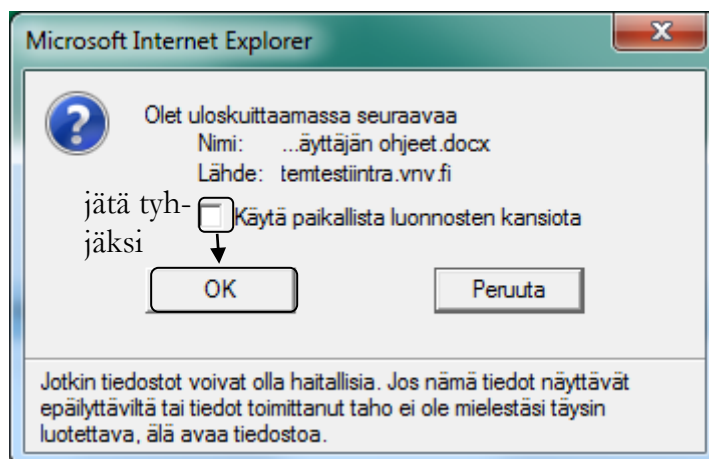 Microsoft Internet Explorer
x
Olet uloskuittaamassa seuraavaa
Nimi: ...äyttäjän ohjeet.docx
Lähde: temtestiintra.vnv.fi
jätä tyh-
jäksi
Käytä paikallista luonnosten kansiota
OK Peruuta
Jotkin tiedostot voivat olla haitallisia. Jos nämä tiedot näyttävät
epäilyttäviltä tai tiedot toimittanut taho ei ole mielestäsi täysin
luotettava, älä avaa tiedostoa.